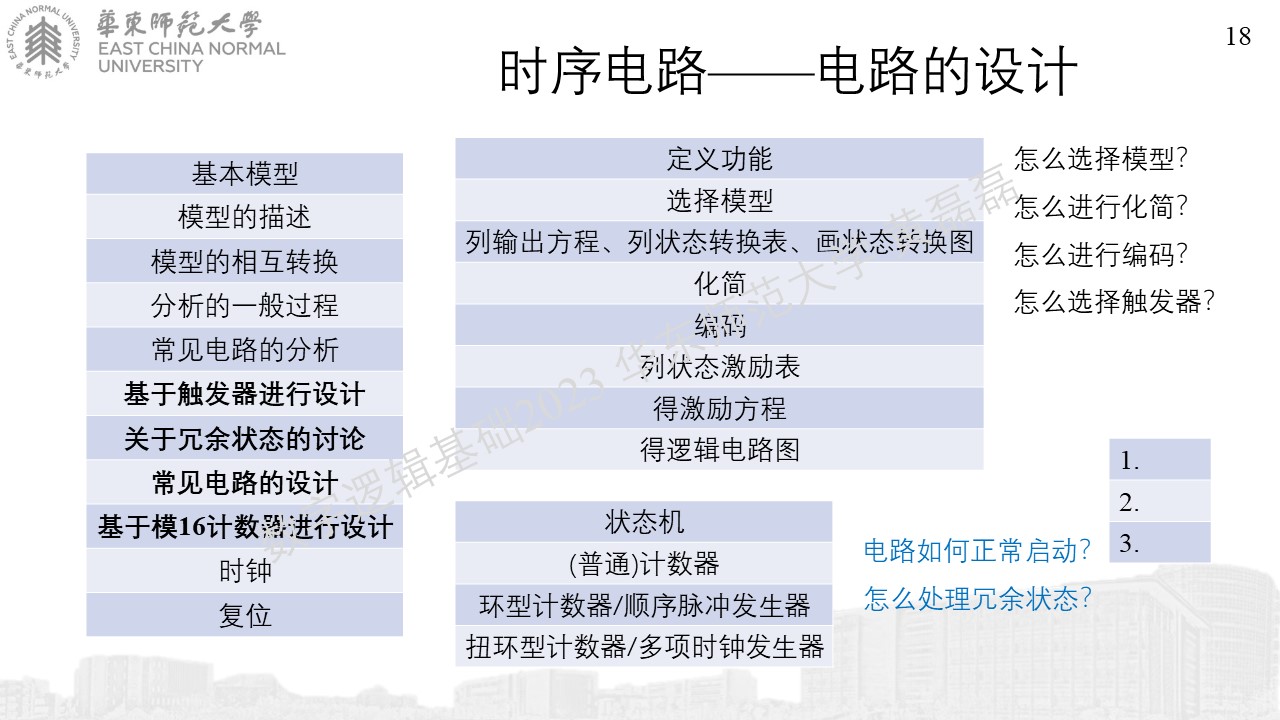 華東師範大學
EAST CHINA NORMAL
UNIVERSITY
EAST CHINA NORMAL UNIVERSITY
華東師範大學
18
时序电路——电路的设计
基本模型
模型的描述
模型的相互转换
分析的一般过程
常见电路的分析
基于触发器进行设计
关于冗余状态的讨论
常见电路的设计
基于模16计数器进行设计
时钟
复位
定义功能
选择模型
列输出方程、列状态转换表、画状态转换图
化简
编码
列状态激励表
得激励方程
得逻辑电路图
怎么选择模型?
怎么进行化简?
怎么进行编码?
怎么选择触发器?
状态机
(普通)计数器
环型计数器/顺序脉冲发生器
扭环型计数器/多项时钟发生器
电路如何正常启动?
怎么处理冗余状态?
1.
2.
3.
数字逻辑基础2023 华东师范大学 黄磊磊